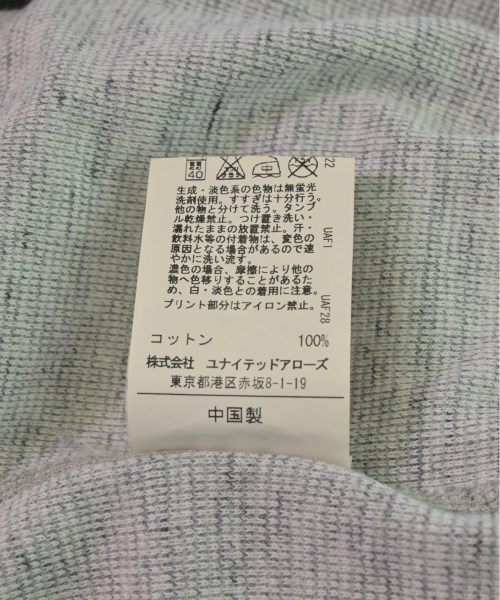 40
生成・淡色系の色物は無蛍光
洗剤使用。すすぎは十分行う。
他の物と分けて洗う。タンブ
ル乾燥禁止。つけ置き洗い・
濡れたままの放置禁止。汗・
飲料水等の付着物は、変色の
原因となる場合があるので速
やかに洗い流す。
濃色の場合、摩擦により他の
物へ色移りすることがあるた
め、白・淡色との着用に注意。
プリント部分はアイロン禁止。
コットン 100%
株式会社 ユナイテッドアローズ
東京都港区赤坂8-1-19
中国製
22
UAF1
UAF28